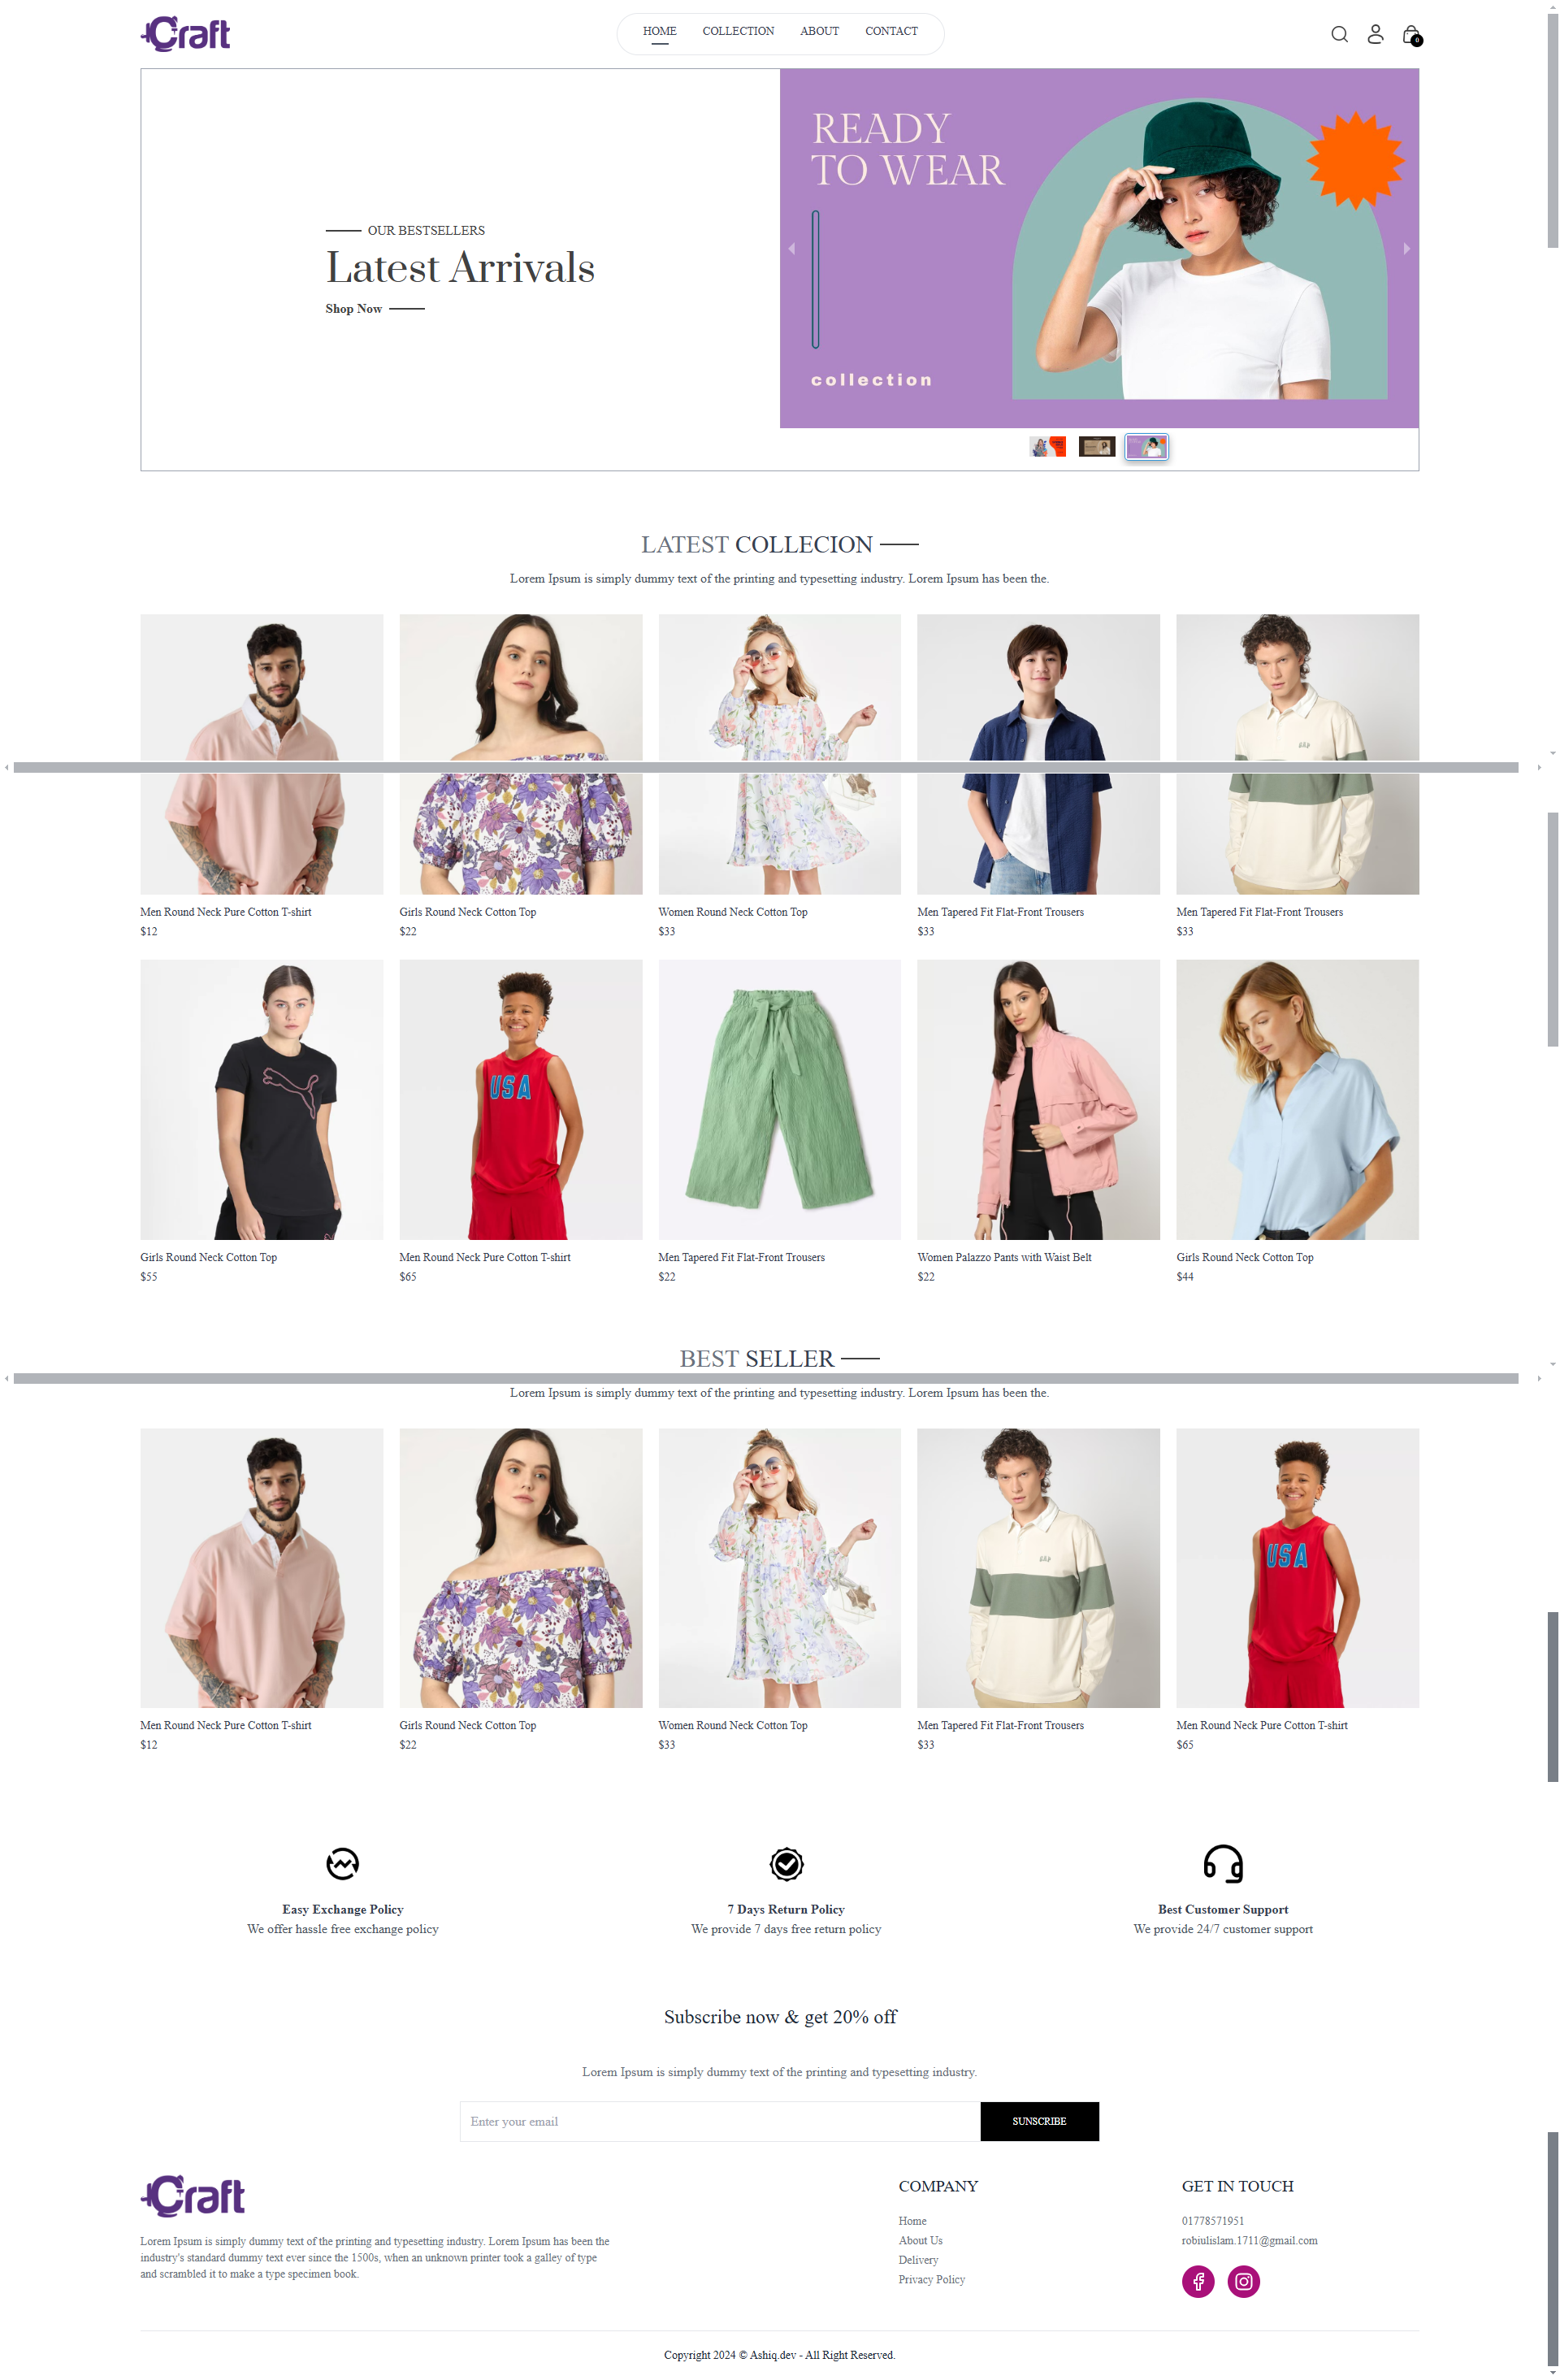 Craft
HOME COLLECTION ABOUT CONTACT
0
OUR BESTSELLERS
Latest Arrivals
Shop Now
READY
TO WEAR
collection
LATEST COLLECION
Lorem Ipsum is simply dummy text of the printing and typesetting industry. Lorem Ipsum has been the.
GAP
Men Round Neck Pure Cotton T-shirt
$12
Girls Round Neck Cotton Top
$22
Women Round Neck Cotton Top
$33
Men Tapered Fit Flat-Front Trousers
$33
Men Tapered Fit Flat-Front Trousers
$33
USA
Girls Round Neck Cotton Top
$55
Men Round Neck Pure Cotton T-shirt
$65
Men Tapered Fit Flat-Front Trousers
$22
Women Palazzo Pants with Waist Belt
$22
Girls Round Neck Cotton Top
$44
BEST SELLER
Lorem Ipsum is simply dummy text of the printing and typesetting industry. Lorem Ipsum has been the.
GAP
USA
Men Round Neck Pure Cotton T-shirt
$12
Girls Round Neck Cotton Top
$22
Women Round Neck Cotton Top
$33
Men Tapered Fit Flat-Front Trousers
$33
Men Round Neck Pure Cotton T-shirt
$65
Easy Exchange Policy
We offer hassle free exchange policy
7 Days Return Policy
We provide 7 days free return policy
Best Customer Support
We provide 24/7 customer support
Subscribe now & get 20% off
Lorem Ipsum is simply dummy text of the printing and typesetting industry.
Enter your email
SUNSCRIBE
Craft
Lorem Ipsum is simply dummy text of the printing and typesetting industry. Lorem Ipsum has been the
industry's standard dummy text ever since the 1500s, when an unknown printer took a galley of type
and scrambled it to make a type specimen book.
COMPANY
Home
About Us
Delivery
Privacy Policy
GET IN TOUCH
01778571951
robiulislam.1711@gmail.com
Copyright 2024 © Ashiq.dev - All Right Reserved.